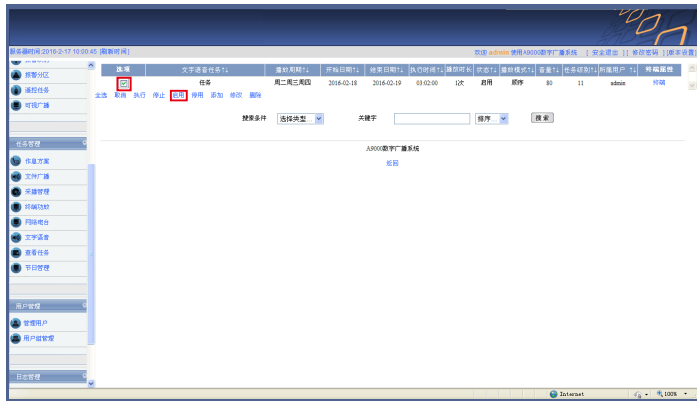 服务器时间:2016-2-17 10:00:45 [刷新时间]
欢迎 admin 使用A9000数字广播系统 [ 安全退出 ][ 修改密码 ][版本设置]
报警分区
遥控任务
可视广播
任务管理
作息方案
文件广播
采播管理
终端功放
网络电台
文字语音
查看任务
节日管理
用户管理
管理用户
用户组管理
日志管理
选项 文字语音任务↑↓ 播放周期↑↓ 开始日期↑↓ 结束日期↑↓ 执行时间↑↓ 播放时长 状态↑↓ 播放模式↑↓ 音量↑↓ 任务级别↑↓ 所属用户 ↑↓ 终端属性
任务 周二周三周四 2016-02-18 2016-02-19 03:02:00 1次 启用 顺序 80 11 admin 终端
全选 取消 执行 停止 启用 停用 添加 修改 删除
搜索条件 选择类型... 关键字 排序... 搜索
A9000数字广播系统
返回
Internet 100%